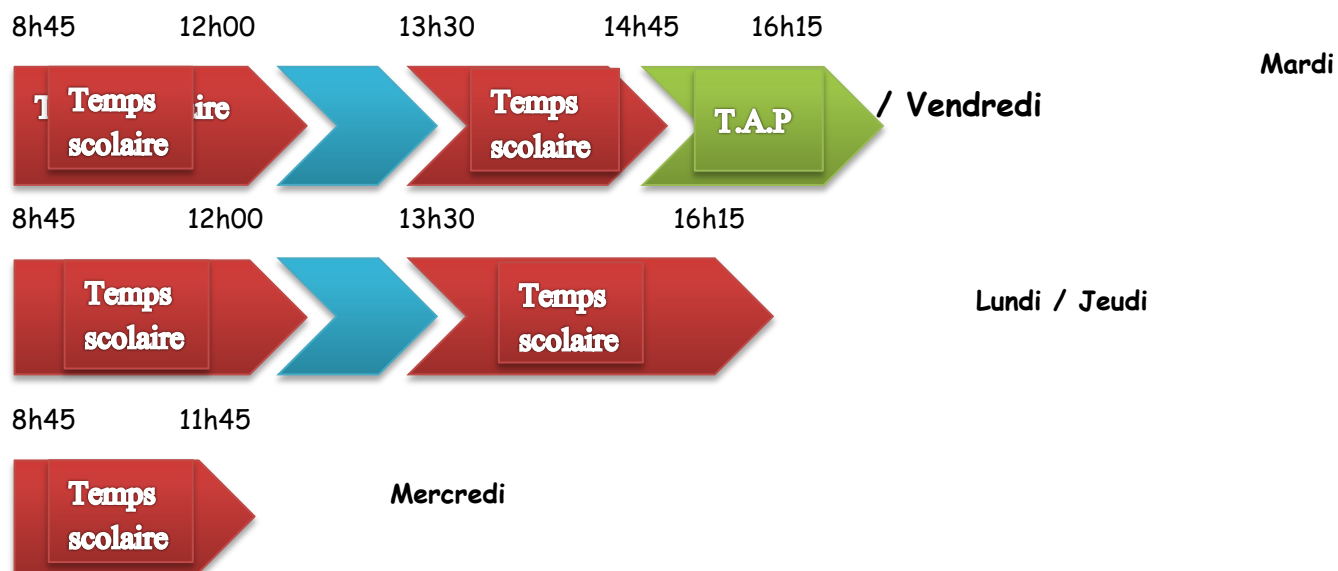 8h45 12h00 13h30 14h45 16h15
Mardi
/ Vendredi
Temps
scolaire
Temps
scolaire
T.A.P
8h45 12h00 13h30 16h15
Temps
scolaire
Temps
scolaire
Lundi / Jeudi
8h45 11h45
Temps
scolaire
Mercredi